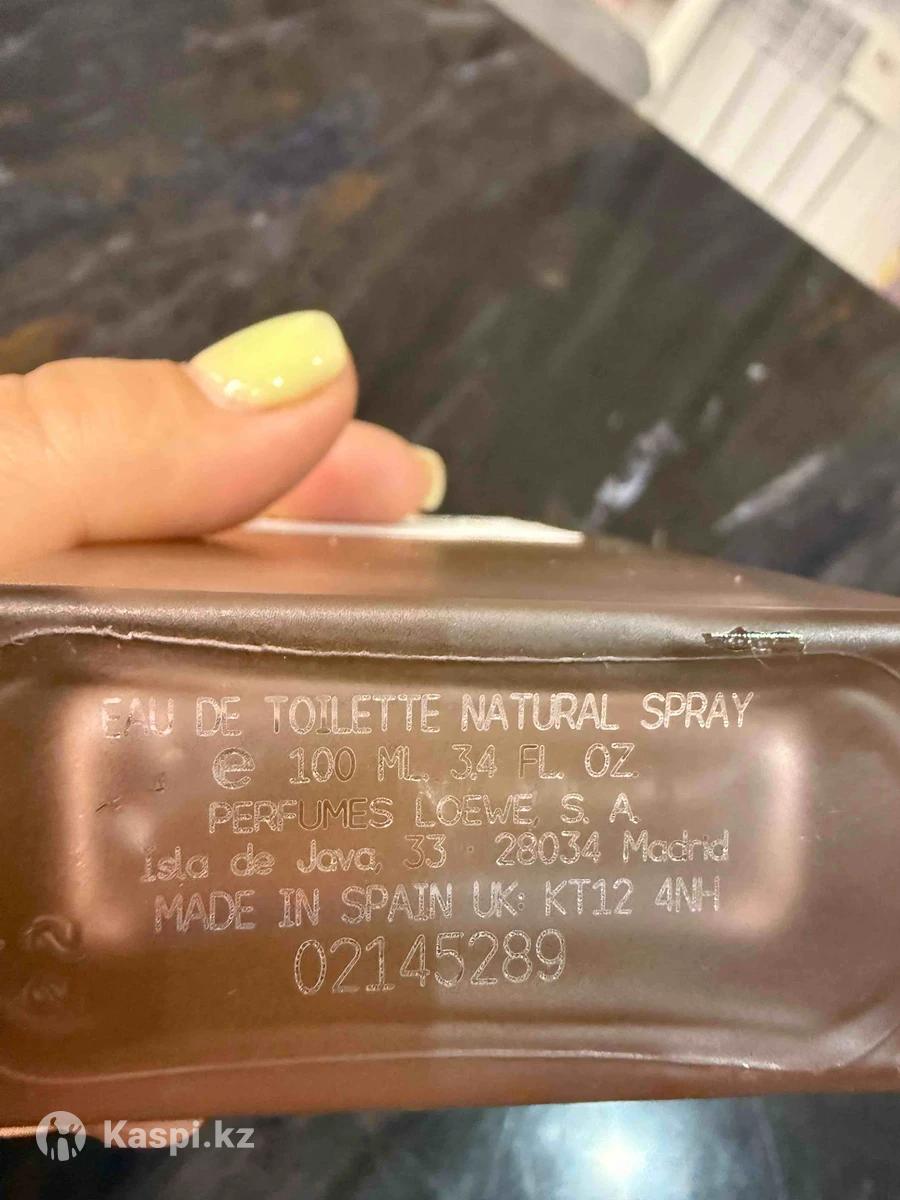 EAU DE TOILETTE NATURAL SPRAY
℮ 100 ML. 3.4 FL. OZ.
PERFUMES LOEWE, S. A.
Isla de Java, 33 · 28034 Madrid
MADE IN SPAIN UK: KT12 4NH
02145289
Kaspi.kz